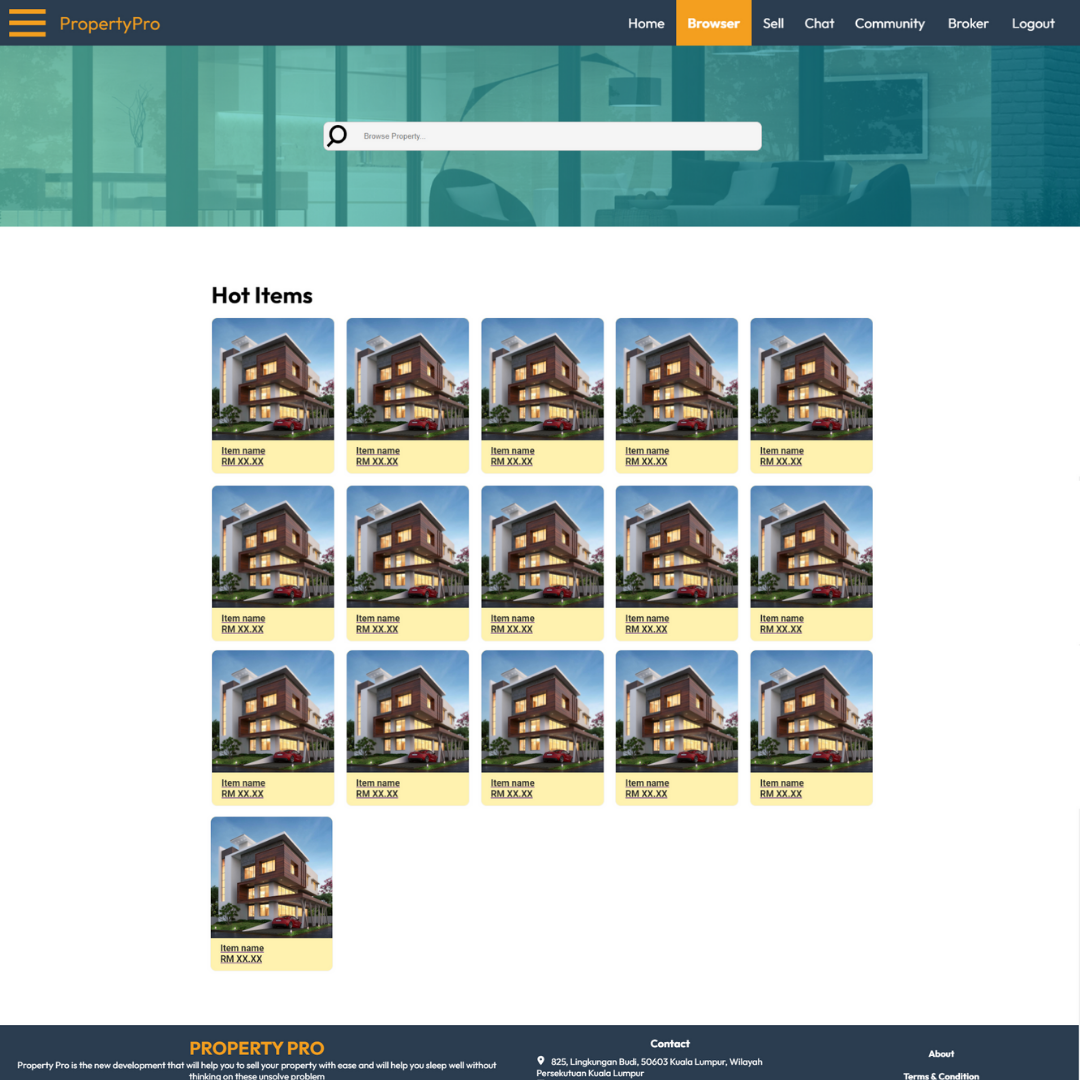 PropertyPro
Home
Browser
Sell
Chat
Community
Broker
Logout
Browse Property...
Hot Items
Item name
RM XX.XX
Item name
RM XX.XX
Item name
RM XX.XX
Item name
RM XX.XX
Item name
RM XX.XX
Item name
RM XX.XX
Item name
RM XX.XX
Item name
RM XX.XX
Item name
RM XX.XX
Item name
RM XX.XX
Item name
RM XX.XX
Item name
RM XX.XX
Item name
RM XX.XX
Item name
RM XX.XX
Item name
RM XX.XX
Item name
RM XX.XX
PROPERTY PRO
Property Pro is the new development that will help you to sell your property with ease and will help you sleep well without
thinking on these unsolve problem
Contact
825, Lingkungan Budi, 50603 Kuala Lumpur, Wilayah
Persekutuan Kuala Lumpur
About
Terms & Condition